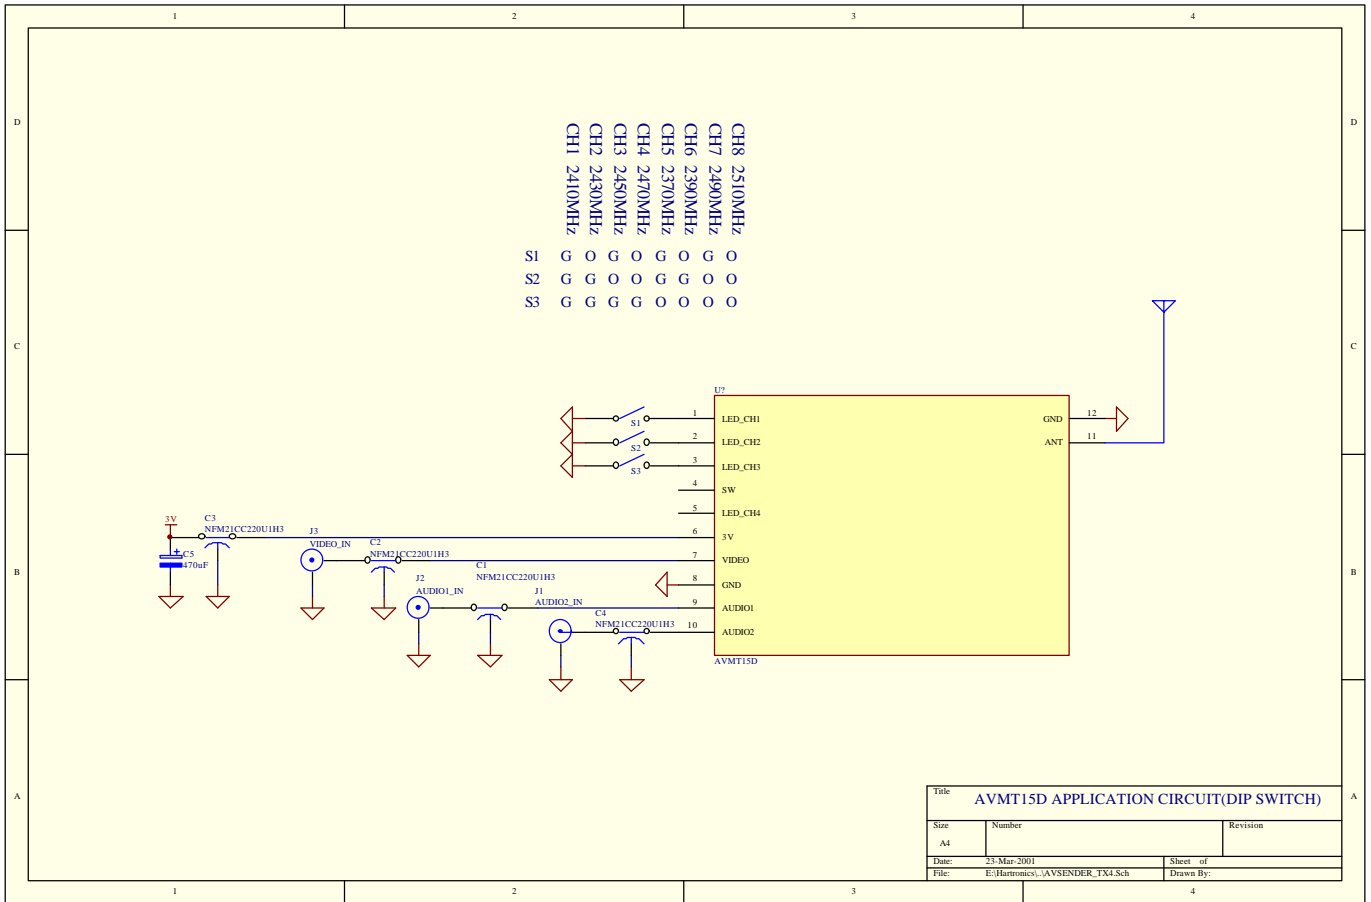 1 2 3 4
D D
CH1 2410MHz
CH2 2430MHz
CH3 2450MHz
CH4 2470MHz
CH5 2370MHz
CH6 2390MHz
CH7 2490MHz
CH8 2510MHz
S1 G O G O G O G O
S2 G G O O G G O O
S3 G G G G O O O O
C C
U?
S1 1 LED_CH1
S2 2 LED_CH2
S3 3 LED_CH3
4 SW
5 LED_CH4
6 3V
7 VIDEO
8 GND
9 AUDIO1
10 AUDIO2
GND 12
ANT 11
AVMT15D
3V
C3
NFM21CC220U1H3
C5
470uF
J3
VIDEO_IN
C2
NFM21CC220U1H3
C1
NFM21CC220U1H3
J2
AUDIO1_IN
J1
AUDIO2_IN
C4
NFM21CC220U1H3
B B
A A
Title
AVMT15D APPLICATION CIRCUIT(DIP SWITCH)
Size Number Revision
A4
Date: 23-Mar-2001 Sheet of
File: E:\Hartronics\..\AVSENDER_TX4.Sch Drawn By:
1 2 3 4